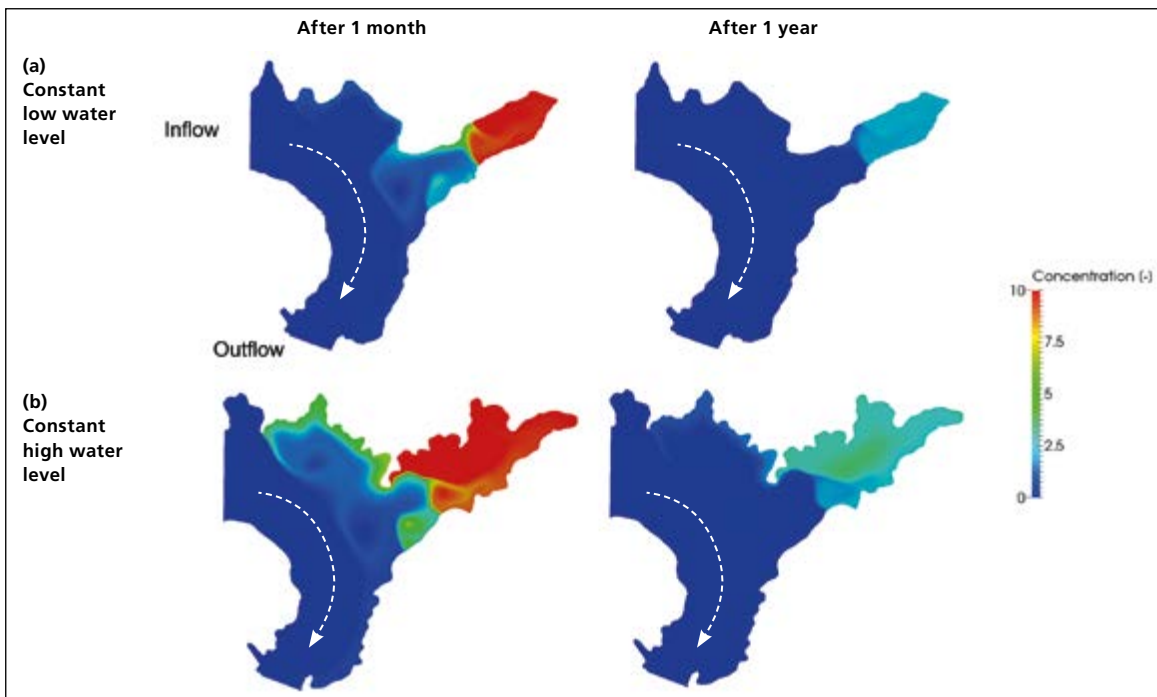 After 1 month
After 1 year
(a)
Constant
low water
level
Inflow
Outflow
Concentration [-]
10
7.5
5
2.5
0
(b)
Constant
high water
level